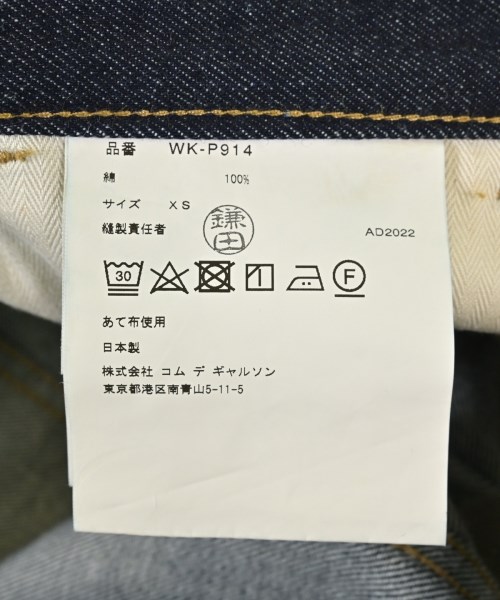 品番 WK-P914
綿 100%
サイズ XS
縫製責任者 鎌田
AD2022
30 F
あて布使用
日本製
株式会社 コム デ ギャルソン
東京都港区南青山5-11-5